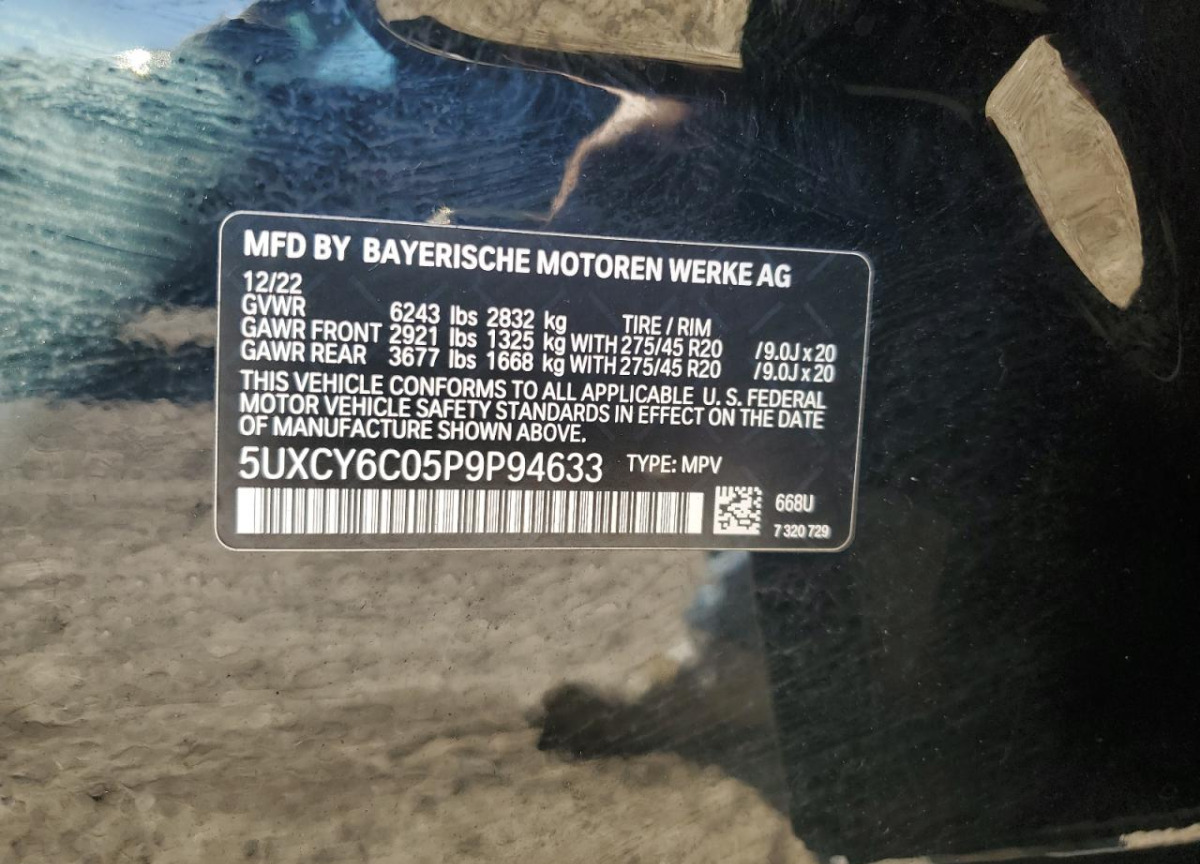 MFD BY BAYERISCHE MOTOREN WERKE AG
12/22
GVWR 6243 lbs 2832 kg TIRE / RIM
GAWR FRONT 2921 lbs 1325 kg WITH 275/45 R20 /9.0J x 20
GAWR REAR 3677 lbs 1668 kg WITH 275/45 R20 /9.0J x 20
THIS VEHICLE CONFORMS TO ALL APPLICABLE U. S. FEDERAL
MOTOR VEHICLE SAFETY STANDARDS IN EFFECT ON THE DATE
OF MANUFACTURE SHOWN ABOVE.
5UXCY6C05P9P94633 TYPE: MPV
668U
7 320 729